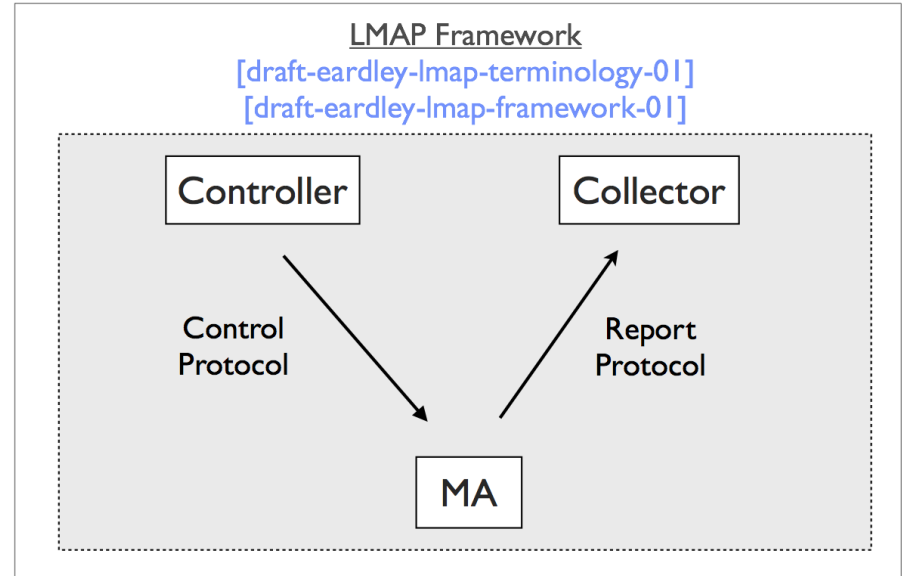 LMAP Framework
[draft-eardley-lmap-terminology-01]
[draft-eardley-lmap-framework-01]
Controller
Collector
Control
Protocol
Report
Protocol
MA